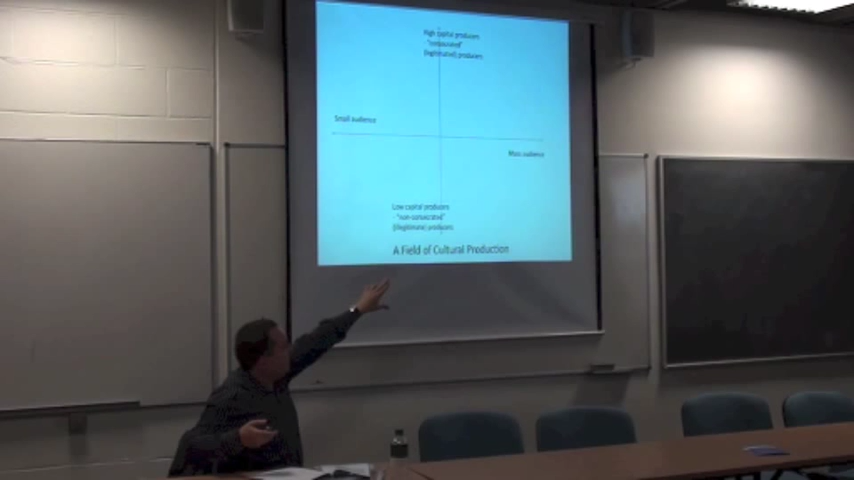 High capital producers
- "consecrated"
(legitimate) producers
Small audience
Mass audience
Low capital producers
- "non-consecrated"
(illegitimate) producers
A Field of Cultural Production